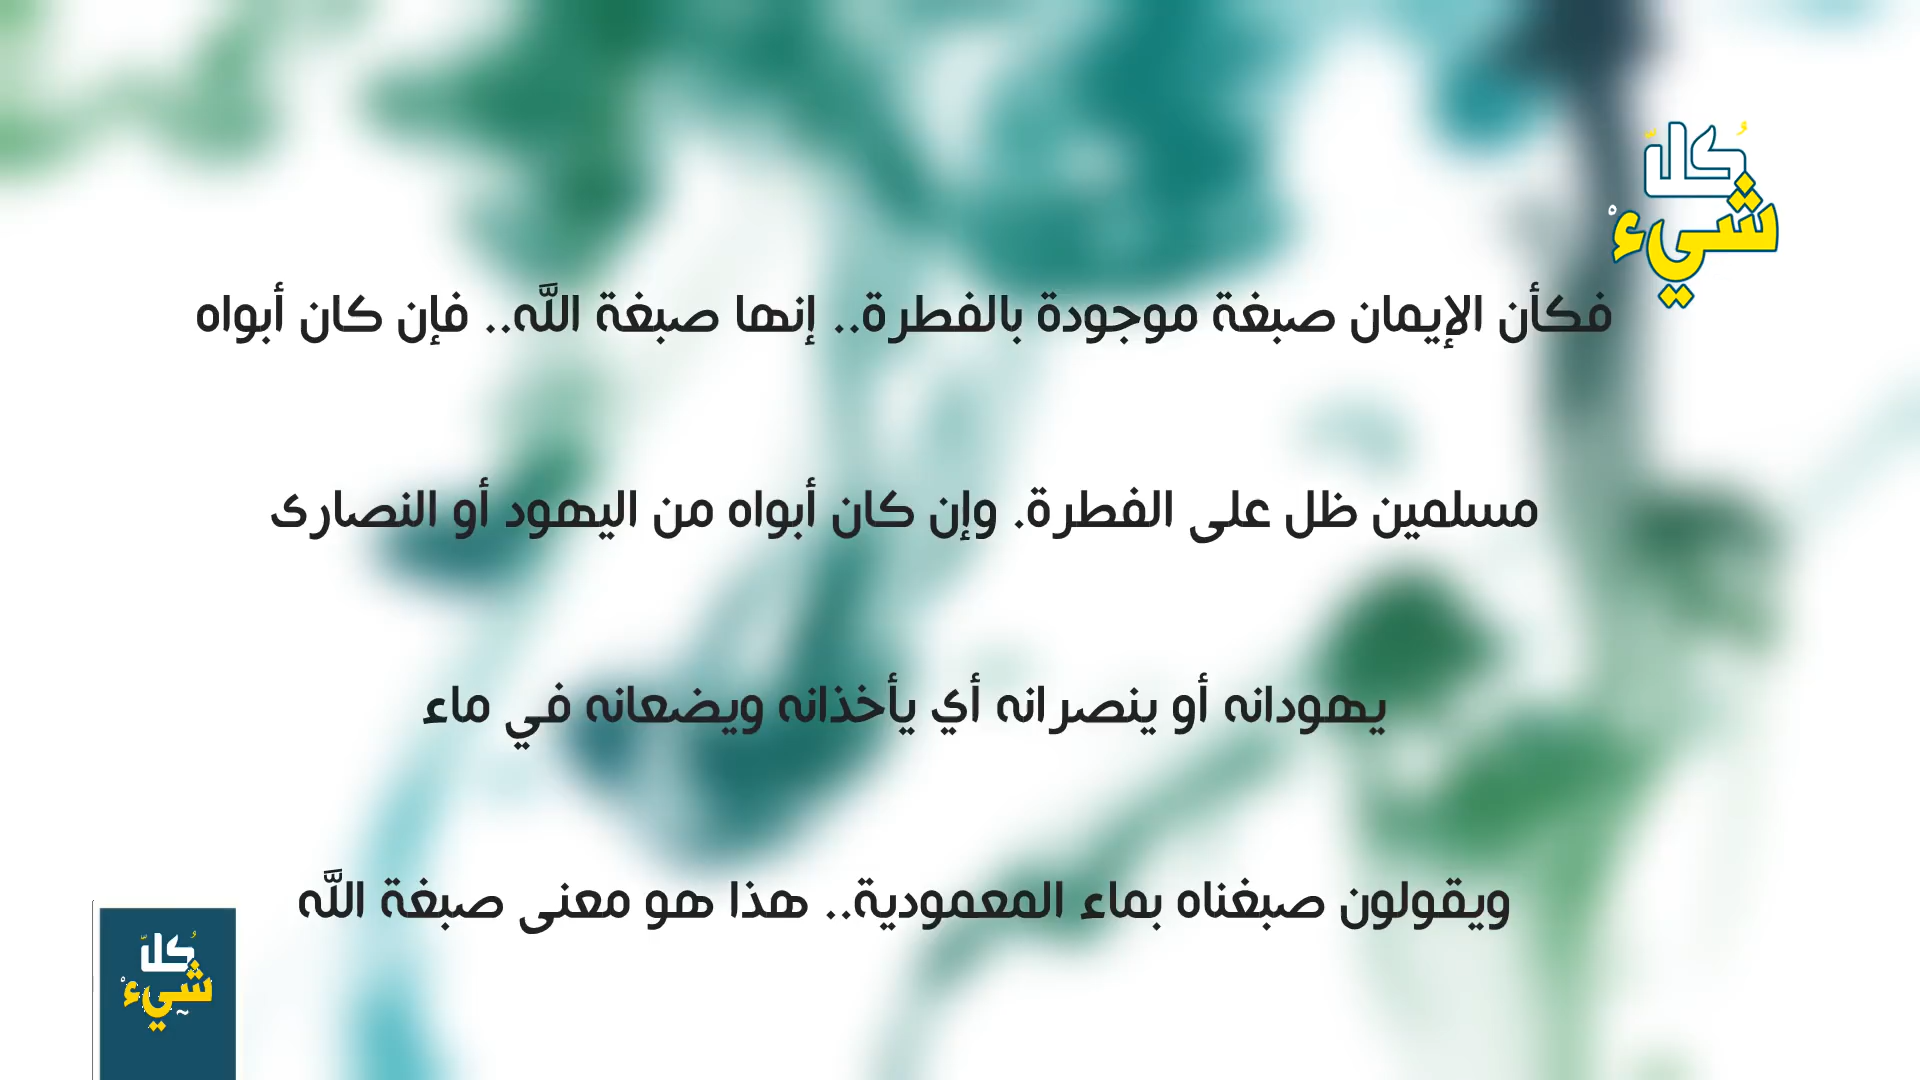 كُلّ
شيءْ
فكأن الإيمان صبغة موجودة بالفطرة.. إنها صبغة اللَّه.. فإن كان أبواه
مسلمين ظل على الفطرة. وإن كان أبواه من اليهود أو النصارى
يهودانه أو ينصرانه أي يأخذانه ويضعانه في ماء
ويقولون صبغناه بماء المعمودية.. هذا هو معنى صبغة اللَّه
كُلّ
شيءْ